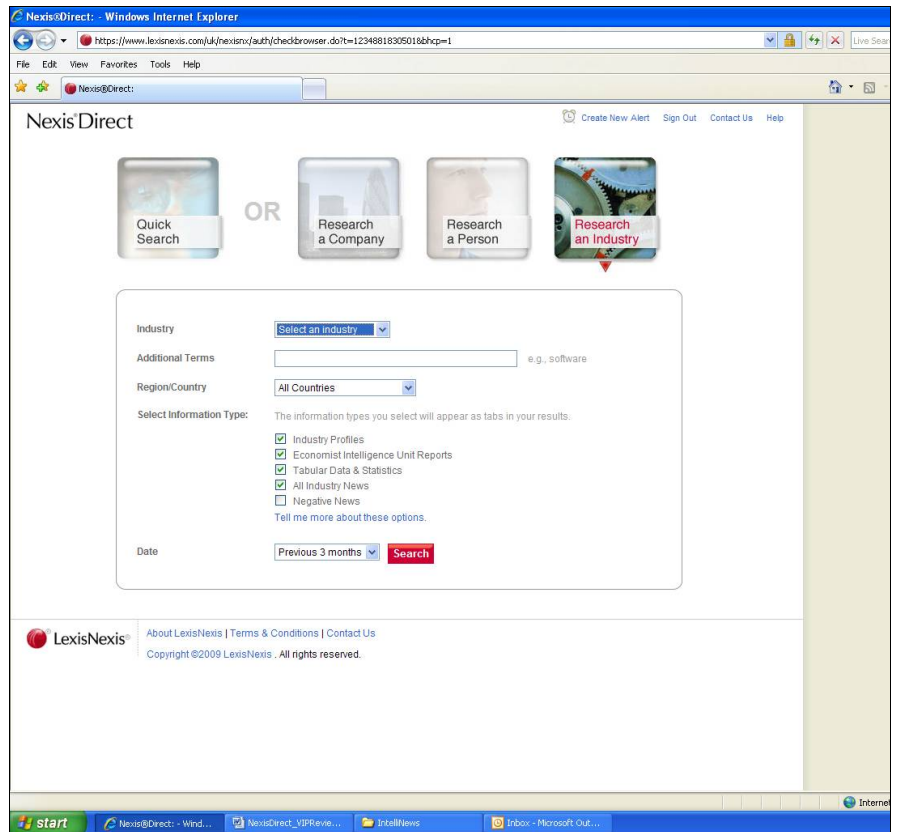 Nexis®Direct: - Windows Internet Explorer
https://www.lexisnexis.com/uk/nexisnx/auth/checkbrowser.do?t=1234881830501&bhcp=1
Live Sear
File Edit View Favorites Tools Help
Nexis®Direct:
Nexis®Direct
Create New Alert Sign Out Contact Us Help
Quick
Search
OR
Research
a Company
Research
a Person
Research
an Industry
Industry Select an industry
Additional Terms e.g., software
Region/Country All Countries
Select Information Type: The information types you select will appear as tabs in your results.
Industry Profiles
Economist Intelligence Unit Reports
Tabular Data & Statistics
All Industry News
Negative News
Tell me more about these options.
Date Previous 3 months Search
LexisNexis®
About LexisNexis | Terms & Conditions | Contact Us
Copyright©2009 LexisNexis . All rights reserved.
Internet
start Nexis®Direct: - Wind... NexisDirect_VIPRevie... IntelliNews Inbox - Microsoft Out...